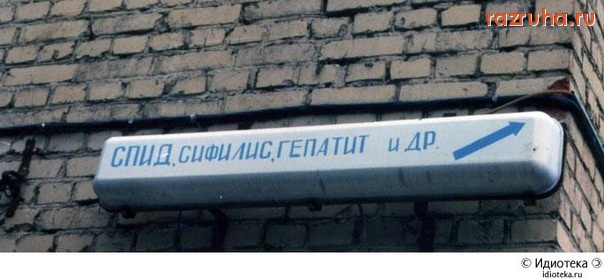 razruha.ru
СПИД, СИФИЛИС, ГЕПАТИТ И ДР.
© Идиотека
idioteka.ru